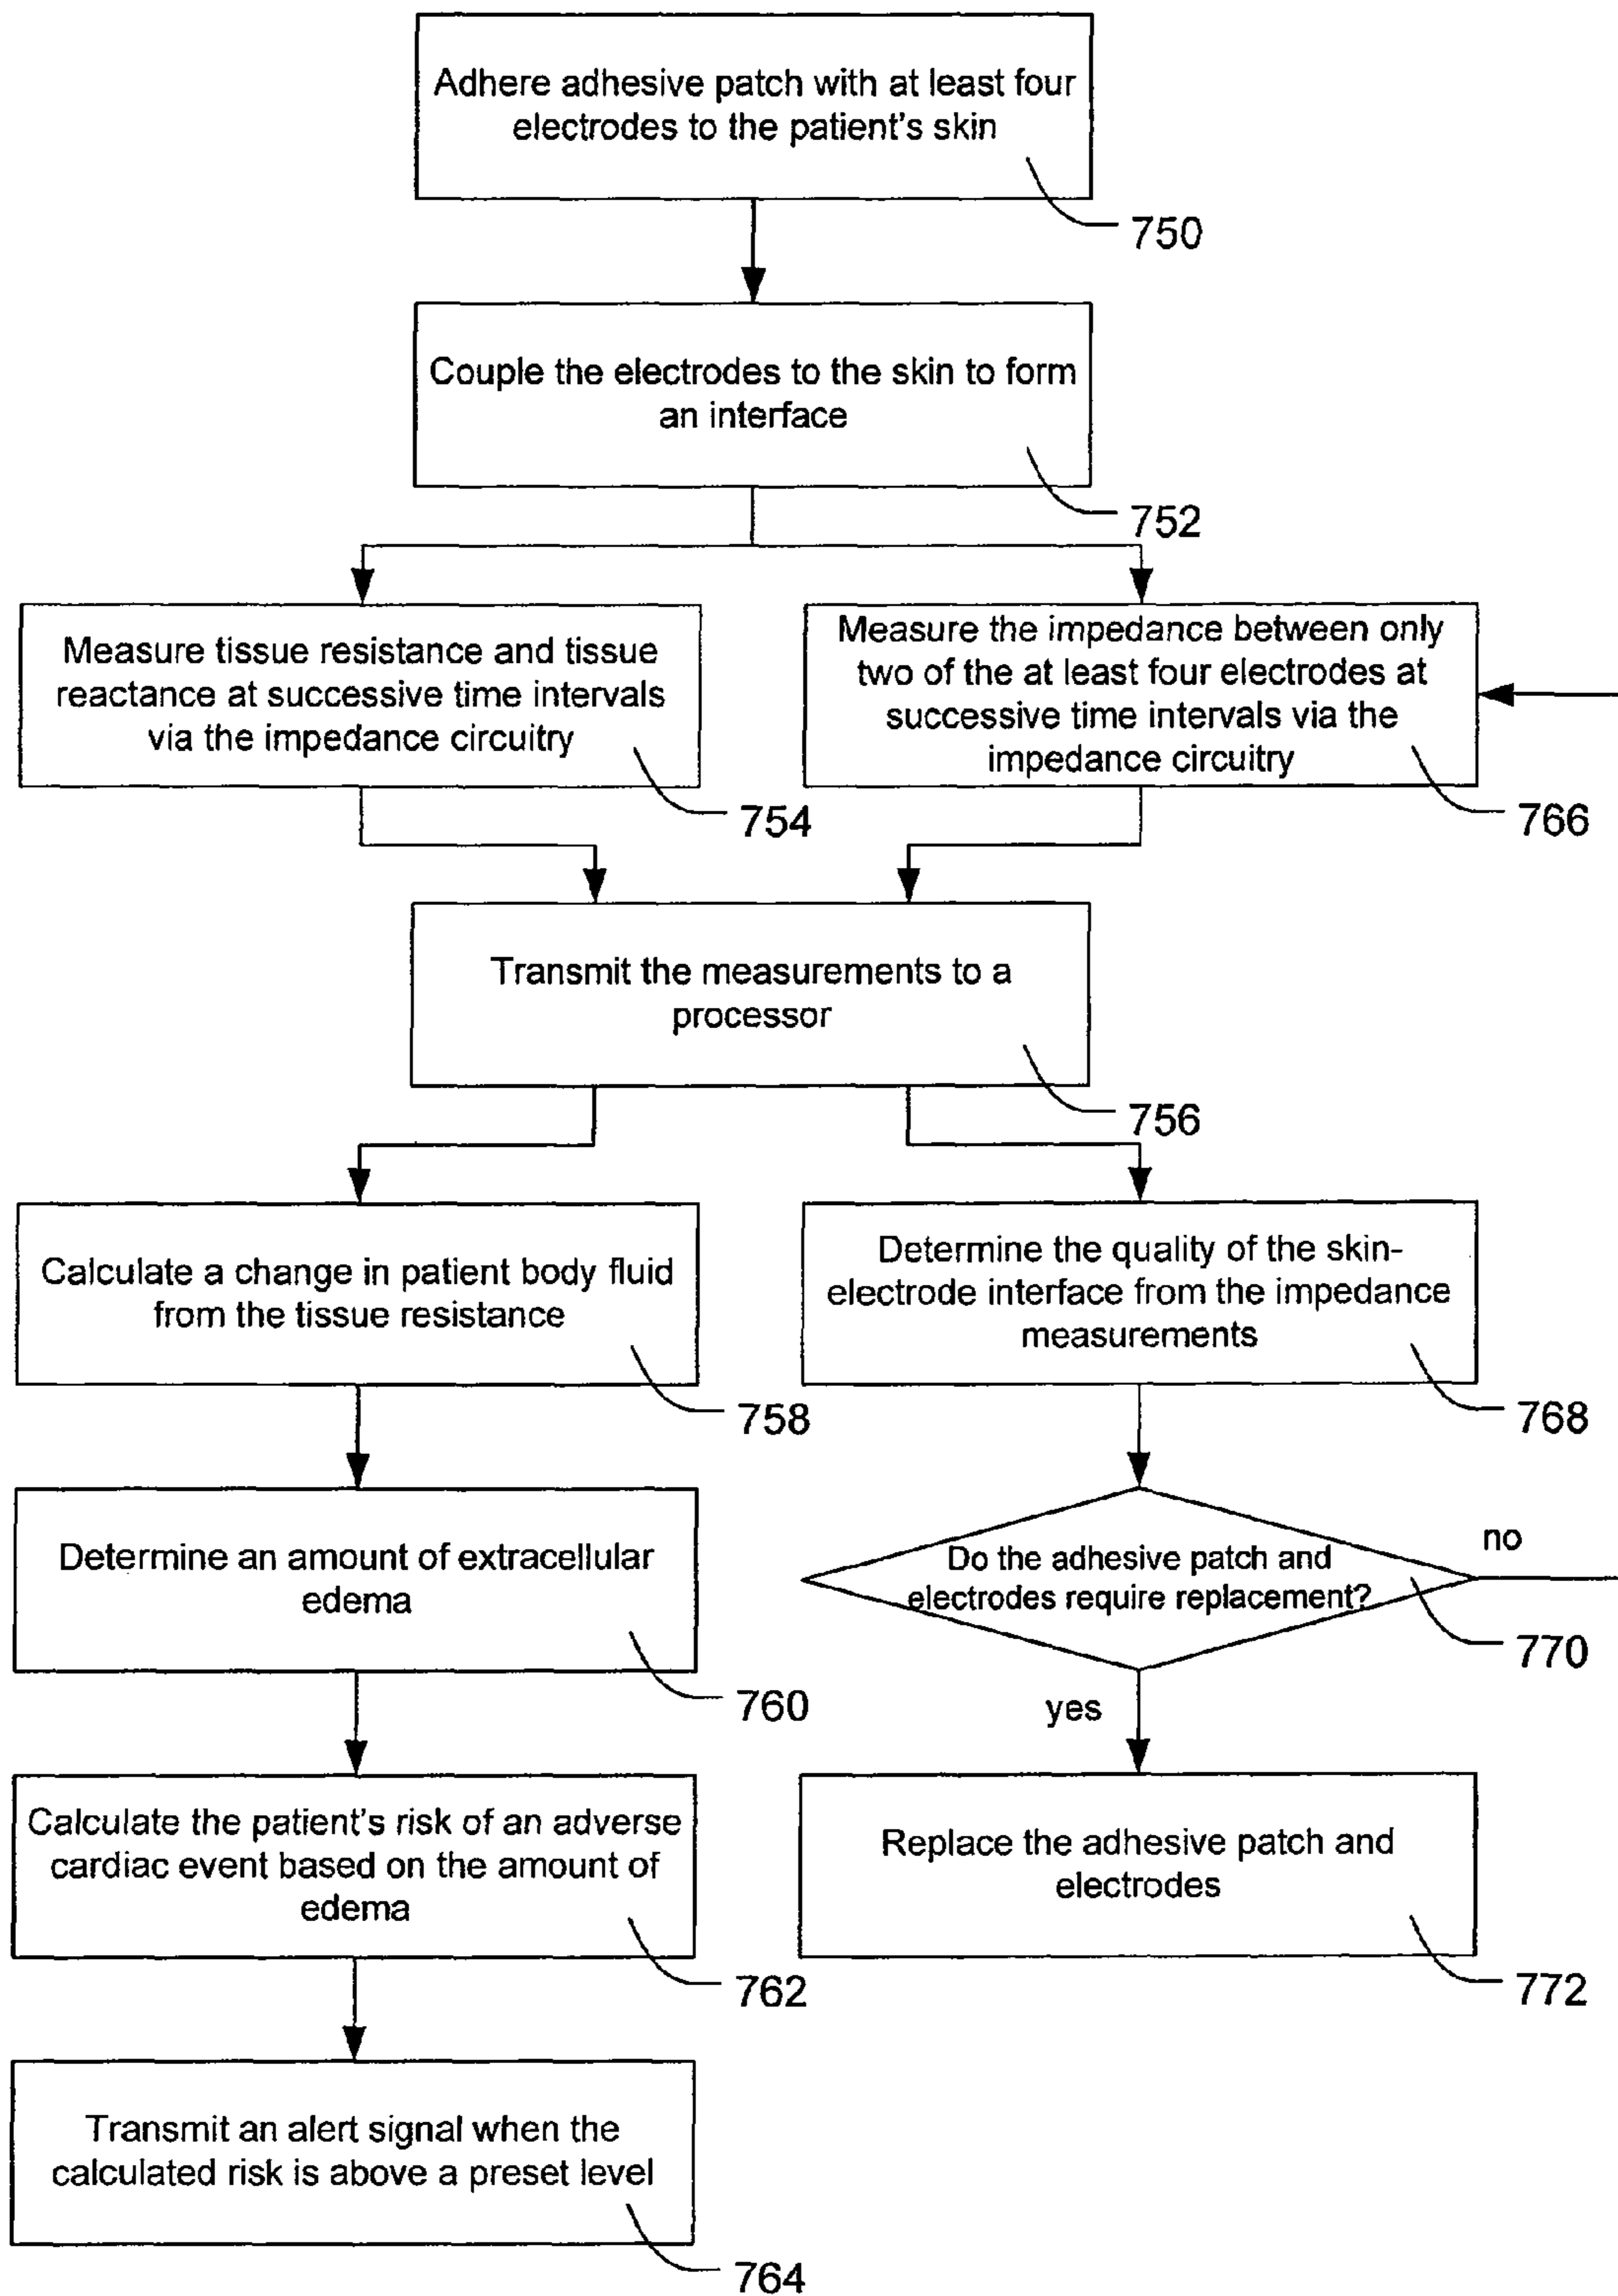 Adhere adhesive patch with at least four
electrodes to the patient's skin
750
Couple the electrodes to the skin to form
an interface
752
Measure tissue resistance and tissue
reactance at successive time intervals
via the impedance circuitry
754
Measure the impedance between only
two of the at least four electrodes at
successive time intervals via the
impedance circuitry
766
Transmit the measurements to a
processor
756
Calculate a change in patient body fluid
from the tissue resistance
758
Determine the quality of the skin-
electrode interface from the impedance
measurements
768
Determine an amount of extracellular
edema
760
Do the adhesive patch and
electrodes require replacement?
no
770
yes
Calculate the patient's risk of an adverse
cardiac event based on the amount of
edema
762
Replace the adhesive patch and
electrodes
772
Transmit an alert signal when the
calculated risk is above a preset level
764